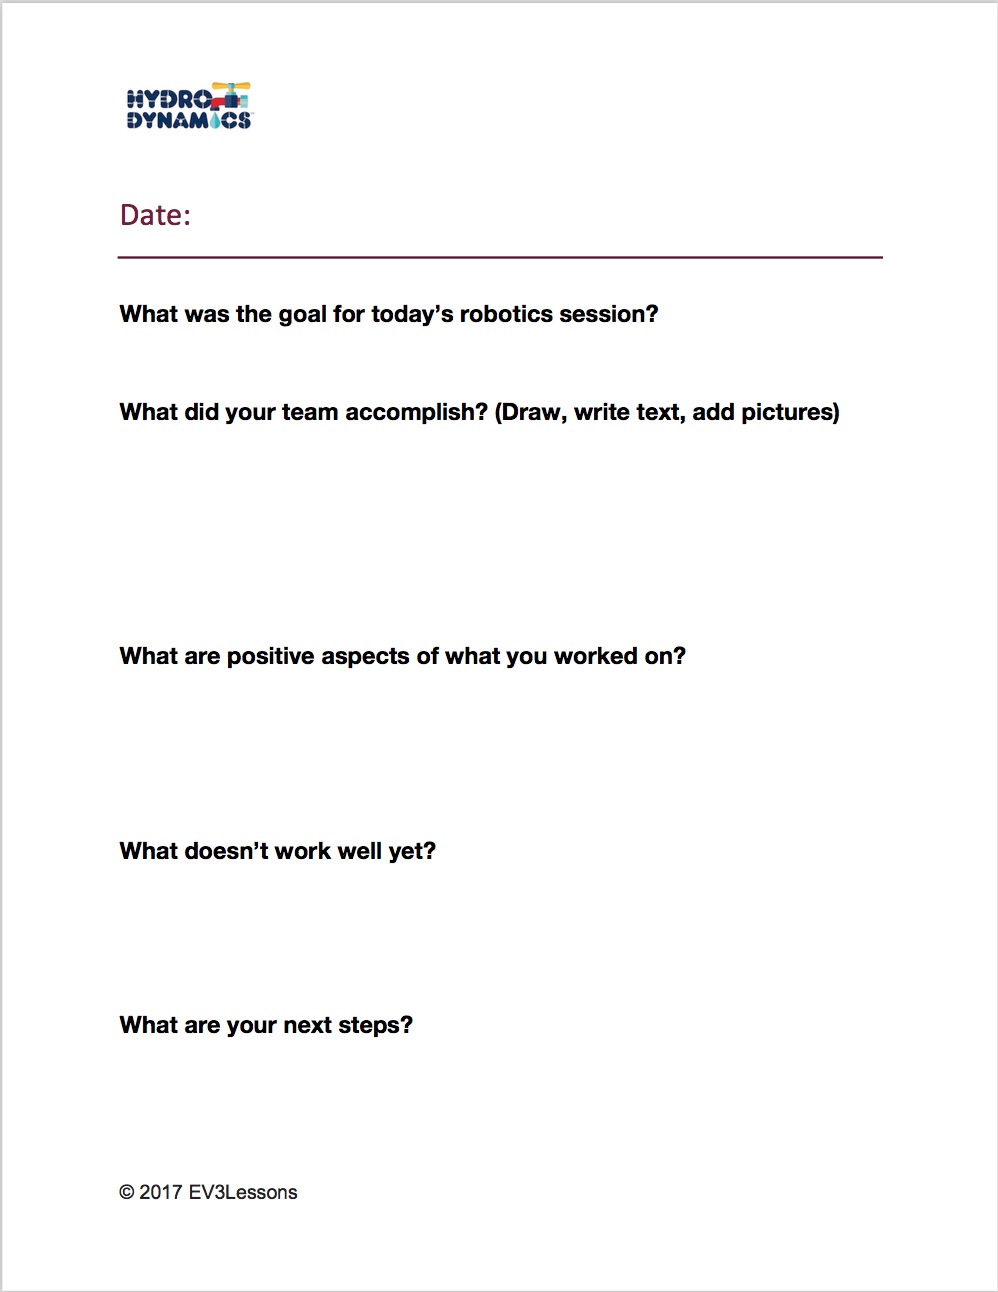 HYDRO
DYNAMICS
Date:
What was the goal for today’s robotics session?
What did your team accomplish? (Draw, write text, add pictures)
What are positive aspects of what you worked on?
What doesn’t work well yet?
What are your next steps?
© 2017 EV3Lessons